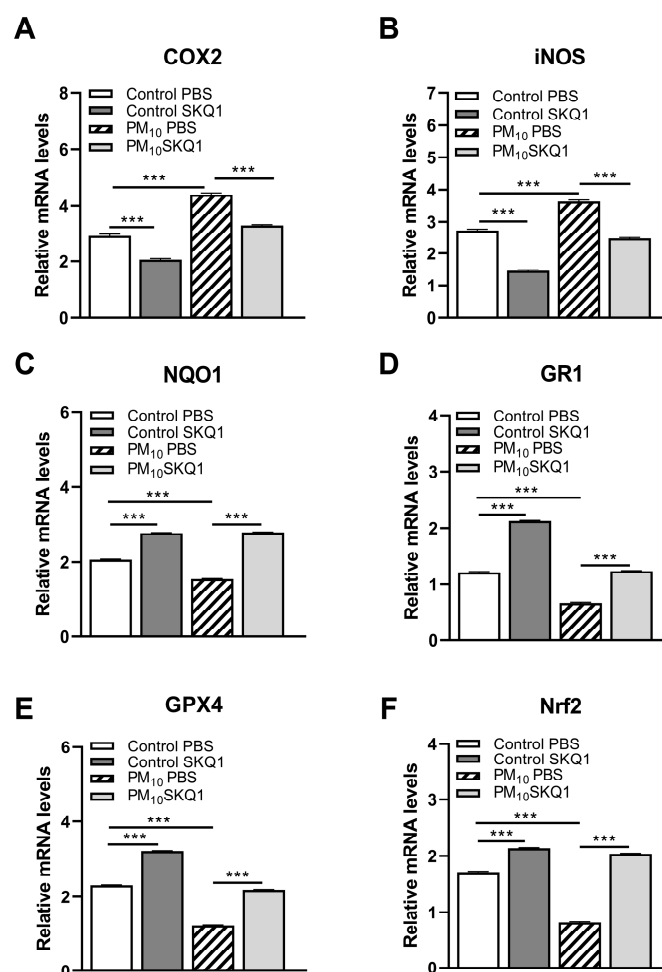 A
COX2
Relative mRNA levels
8
6
4
2
0
Control PBS
Control SKQ1
PM10 PBS
PM10SKQ1
***
***
***
B
iNOS
Relative mRNA levels
7
6
5
4
3
2
1
0
Control PBS
Control SKQ1
PM10 PBS
PM10SKQ1
***
***
***
C
NQO1
Relative mRNA levels
6
4
2
0
Control PBS
Control SKQ1
PM10 PBS
PM10SKQ1
***
***
***
D
GR1
Relative mRNA levels
4
3
2
1
0
Control PBS
Control SKQ1
PM10 PBS
PM10SKQ1
***
***
***
E
GPX4
Relative mRNA levels
6
4
2
0
Control PBS
Control SKQ1
PM10 PBS
PM10SKQ1
***
***
***
F
Nrf2
Relative mRNA levels
4
3
2
1
0
Control PBS
Control SKQ1
PM10 PBS
PM10SKQ1
***
***
***